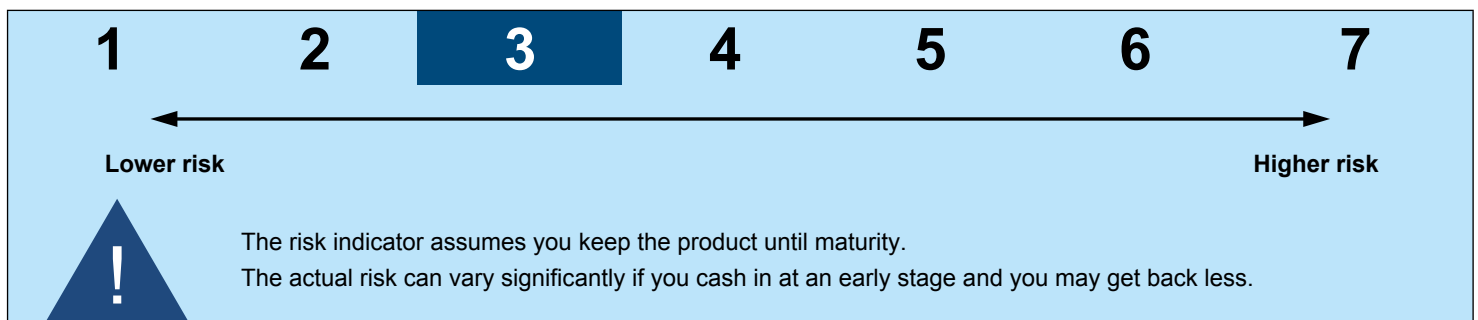 1 2 3 4 5 6 7
Lower risk Higher risk
!
The risk indicator assumes you keep the product until maturity.
The actual risk can vary significantly if you cash in at an early stage and you may get back less.